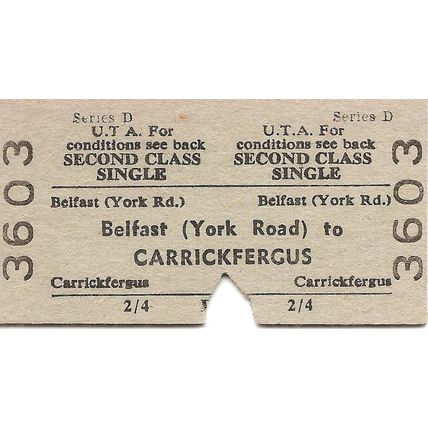 Series D Series D
U.T A. For U.T.A. For
conditions see back conditions see back
SECOND CLASS SECOND CLASS
SINGLE SINGLE
Belfast (York Rd.) Belfast (York Rd.)
Belfast (York Road) to
CARRICKFERGUS
Carrickfergus Carrickfergus
2/4 2/4
3603 3603